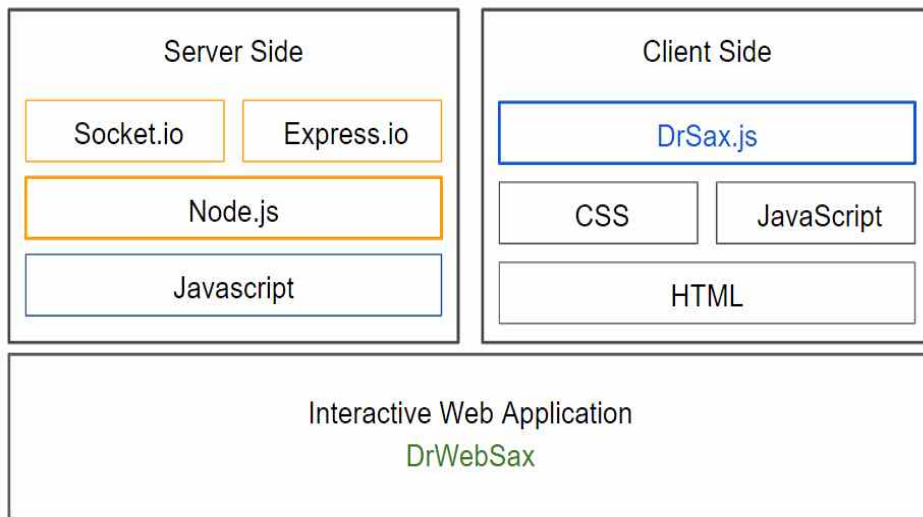 Server Side
Socket.io
Express.io
Node.js
Javascript
Client Side
DrSax.js
CSS
JavaScript
HTML
Interactive Web Application
DrWebSax